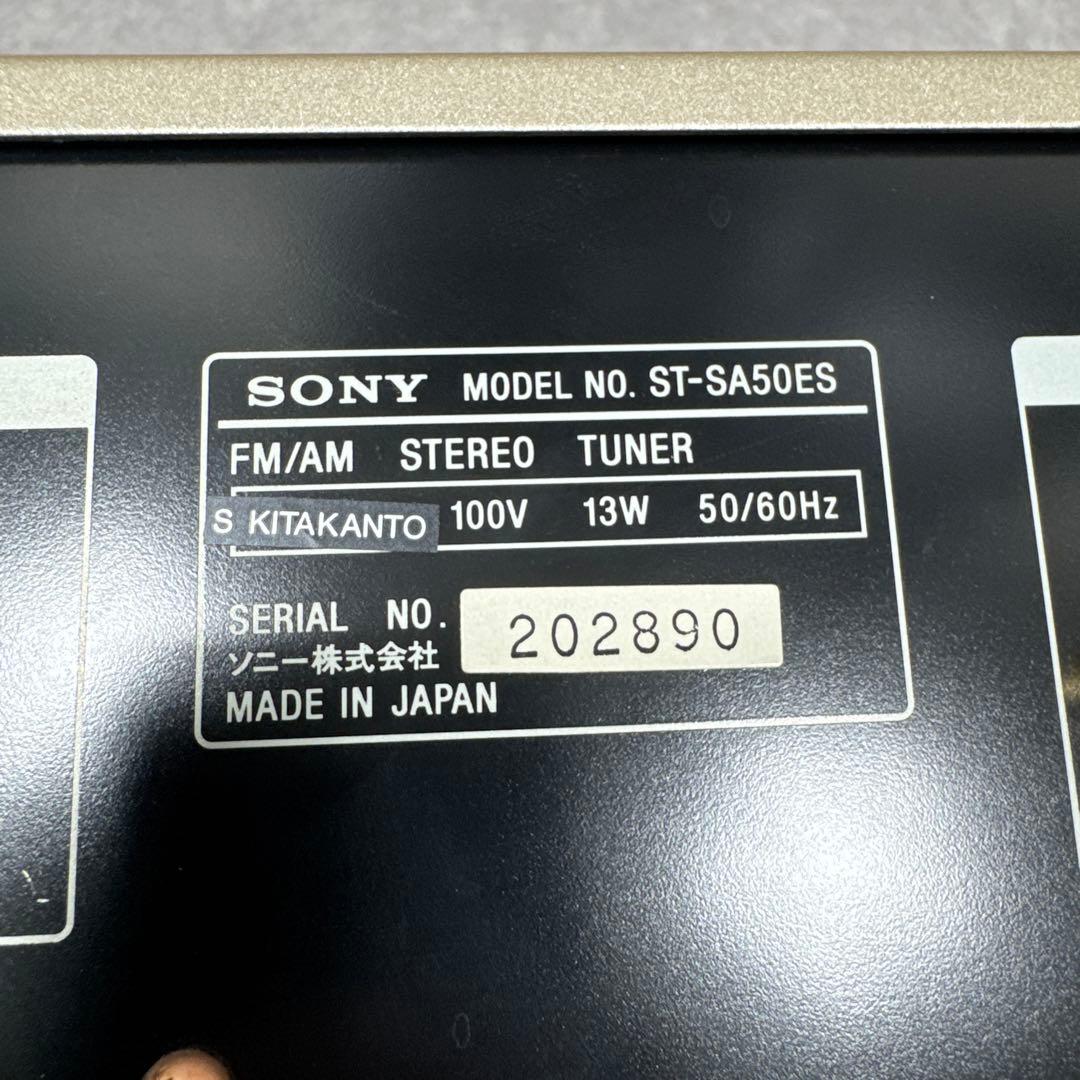 SONY MODEL NO. ST-SA50ES
FM/AM STEREO TUNER
S KITAKANTO 100V 13W 50/60Hz
SERIAL NO. 202890
ソニー株式会社
MADE IN JAPAN